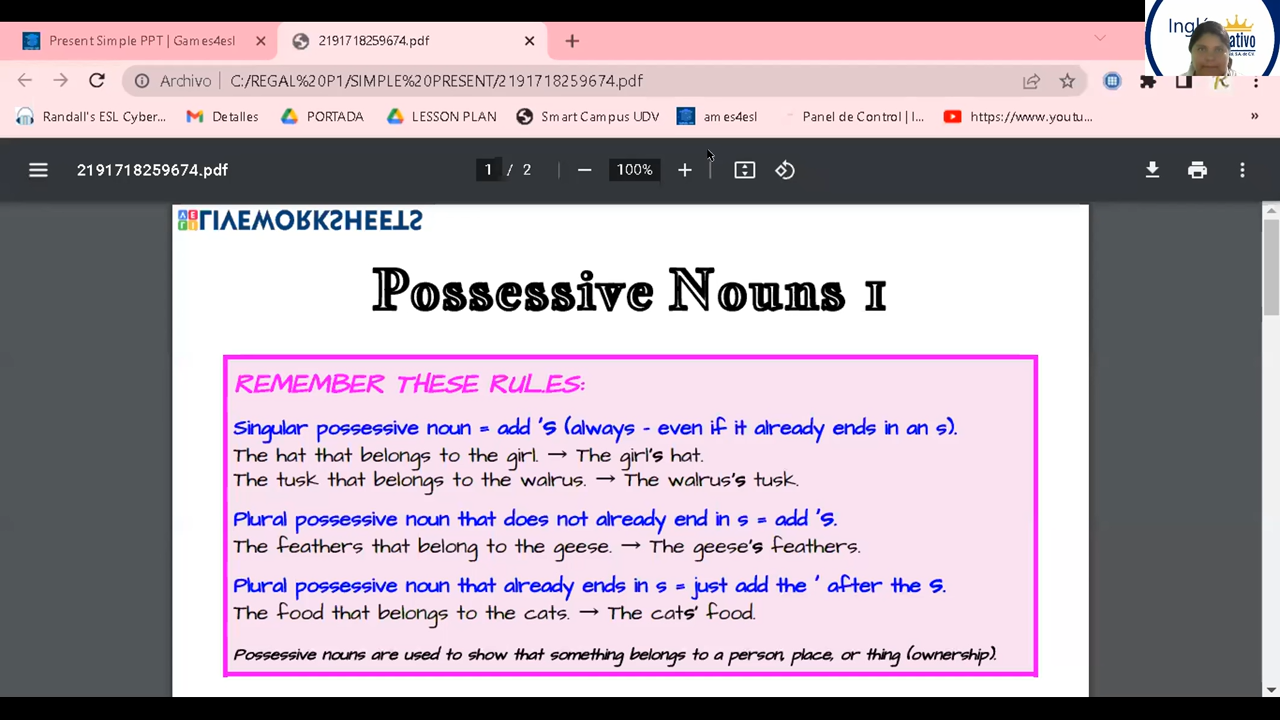 Present Simple PPT | Games4esl
2191718259674.pdf
Archivo
C:/REGAL%20P1/SIMPLE%20PRESENT/2191718259674.pdf
Randall's ESL Cyber...
Detalles
PORTADA
LESSON PLAN
Smart Campus UDV
ames4esl
Panel de Control | I...
https://www.youtu...
»
2191718259674.pdf
1 / 2
100%
LIVEWORKSHEETS
Possessive Nouns 1
REMEMBER THESE RULES:
Singular possessive noun = add 's (always - even if it already ends in an s).
The hat that belongs to the girl. → The girl's hat.
The tusk that belongs to the walrus. → The walrus's tusk.
Plural possessive noun that does not already end in s = add 's.
The feathers that belong to the geese. → The geese's feathers.
Plural possessive noun that already ends in s = just add the ' after the s.
The food that belongs to the cats. → The cats' food.
Possessive nouns are used to show that something belongs to a person, place, or thing (ownership).